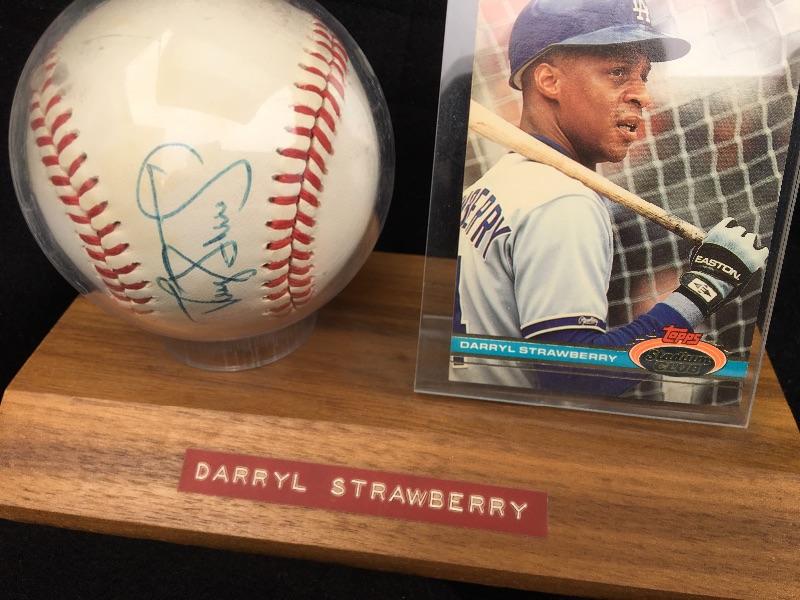 LA
BERRY
EASTON
DARRYL STRAWBERRY
Topps
Stadium
CLUB
DARRYL STRAWBERRY